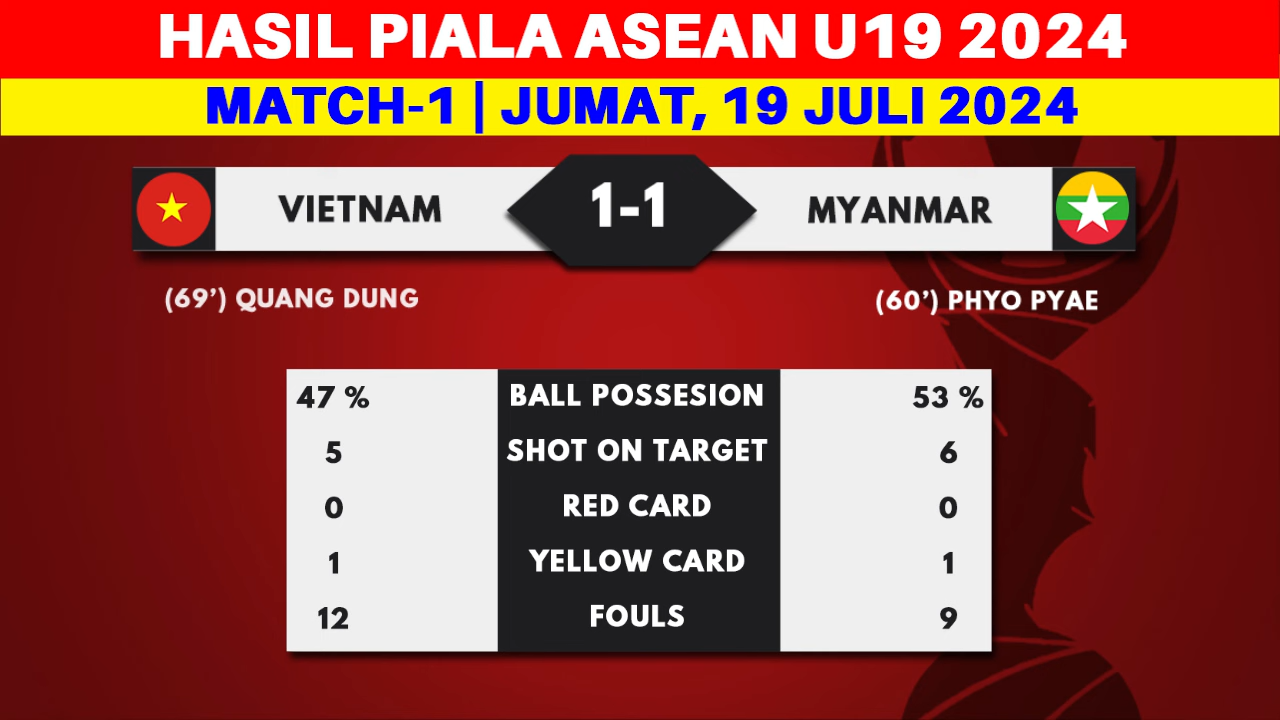 HASIL PIALA ASEAN U19 2024
MATCH-1 | JUMAT, 19 JULI 2024
VIETNAM 1-1 MYANMAR
(69’) QUANG DUNG (60’) PHYO PYAE
47 % BALL POSSESION 53 %
5 SHOT ON TARGET 6
0 RED CARD 0
1 YELLOW CARD 1
12 FOULS 9